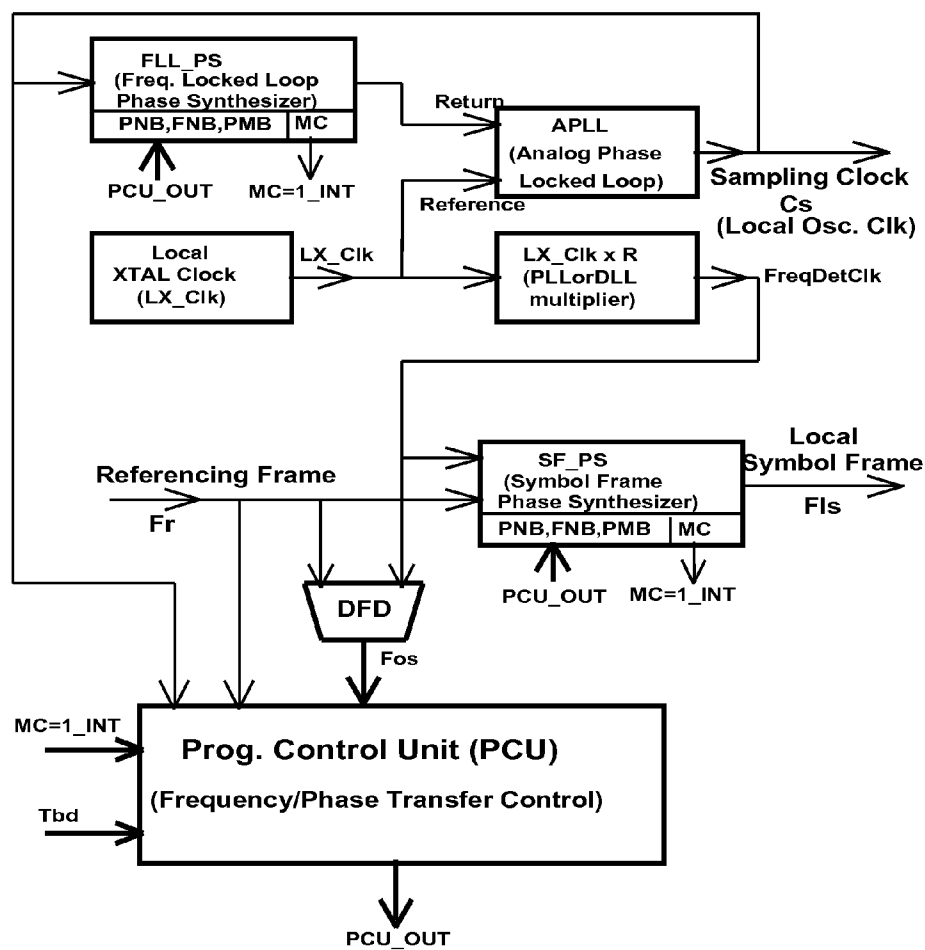 FLL_PS
(Freq. Locked Loop
Phase Synthesizer)
PNB,FNB,PMB
MC
PCU_OUT
MC=1_INT
Return
APLL
(Analog Phase
Locked Loop)
Reference
Sampling Clock
Cs
(Local Osc. Clk)
Local
XTAL Clock
(LX_Clk)
LX_Clk
LX_Clk x R
(PLLorDLL
multiplier)
FreqDetClk
Referencing Frame
Fr
SF_PS
(Symbol Frame
Phase Synthesizer)
PNB,FNB,PMB
MC
PCU_OUT
MC=1_INT
Local
Symbol Frame
Fls
DFD
Fos
MC=1_INT
Tbd
Prog. Control Unit (PCU)
(Frequency/Phase Transfer Control)
PCU_OUT